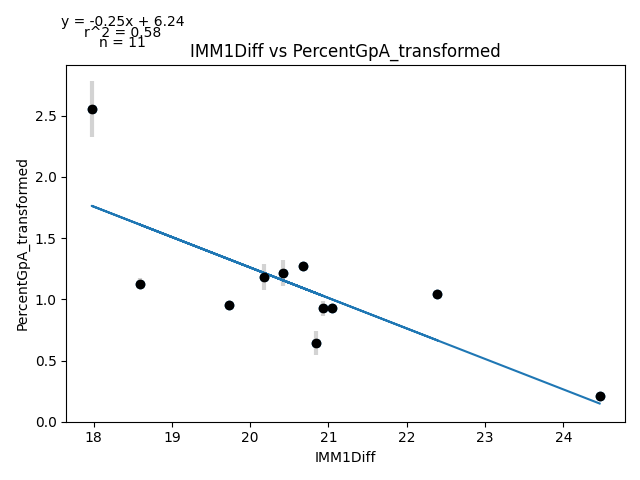 y = -0.25x + 6.24
r^2 = 0.58
n = 11
IMM1Diff vs PercentGpA_transformed
PercentGpA_transformed
2.5
2.0
1.5
1.0
0.5
0.0
18 19 20 21 22 23 24
IMM1Diff